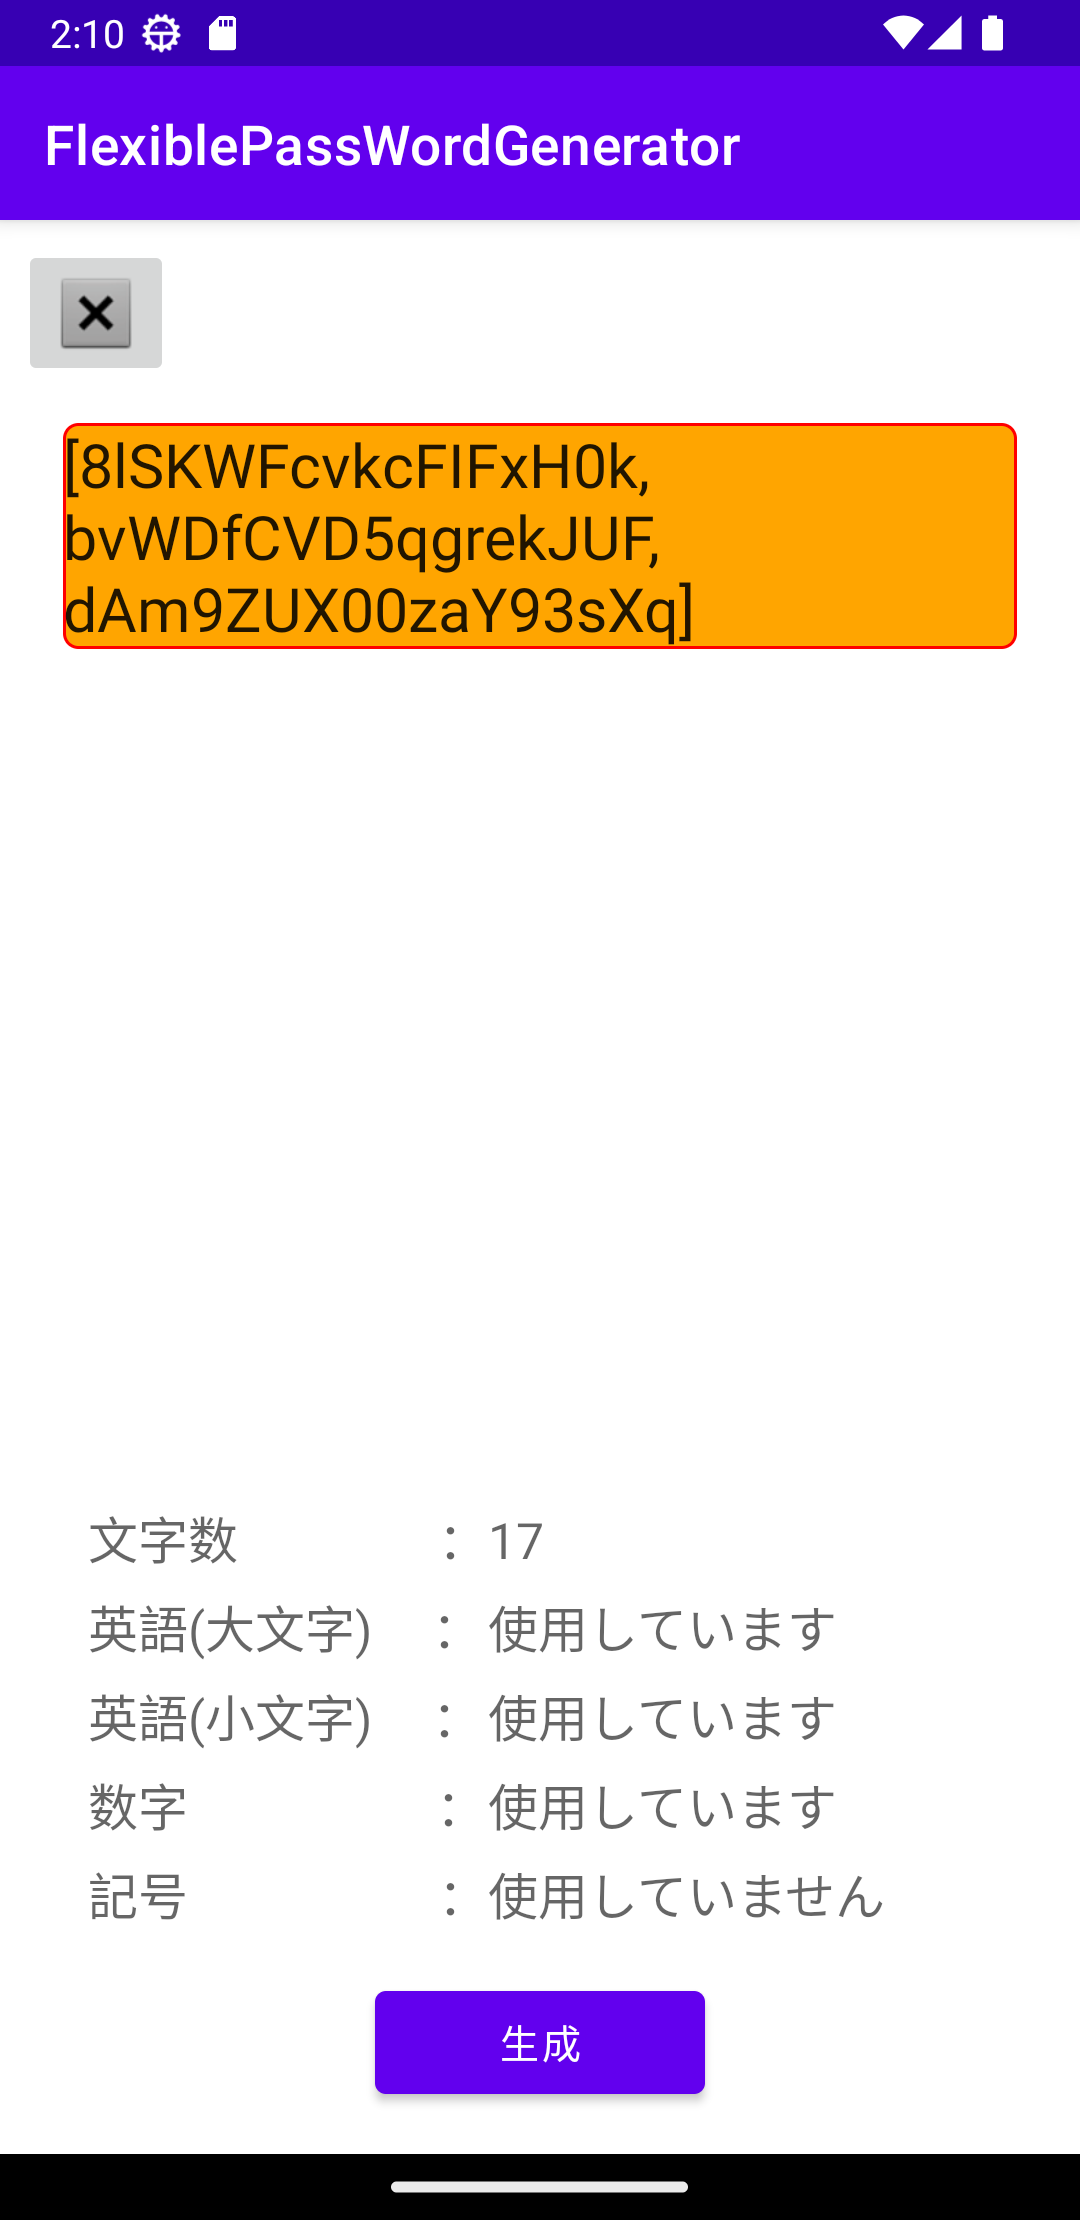 2:10
FlexiblePassWordGenerator
[8lSKWFcvkcFIFxH0k,
bvWDfCVD5qgrekJUF,
dAm9ZUX00zaY93sXq]
文字数 : 17
英語(大文字) : 使用しています
英語(小文字) : 使用しています
数字 : 使用しています
記号 : 使用していません
生成